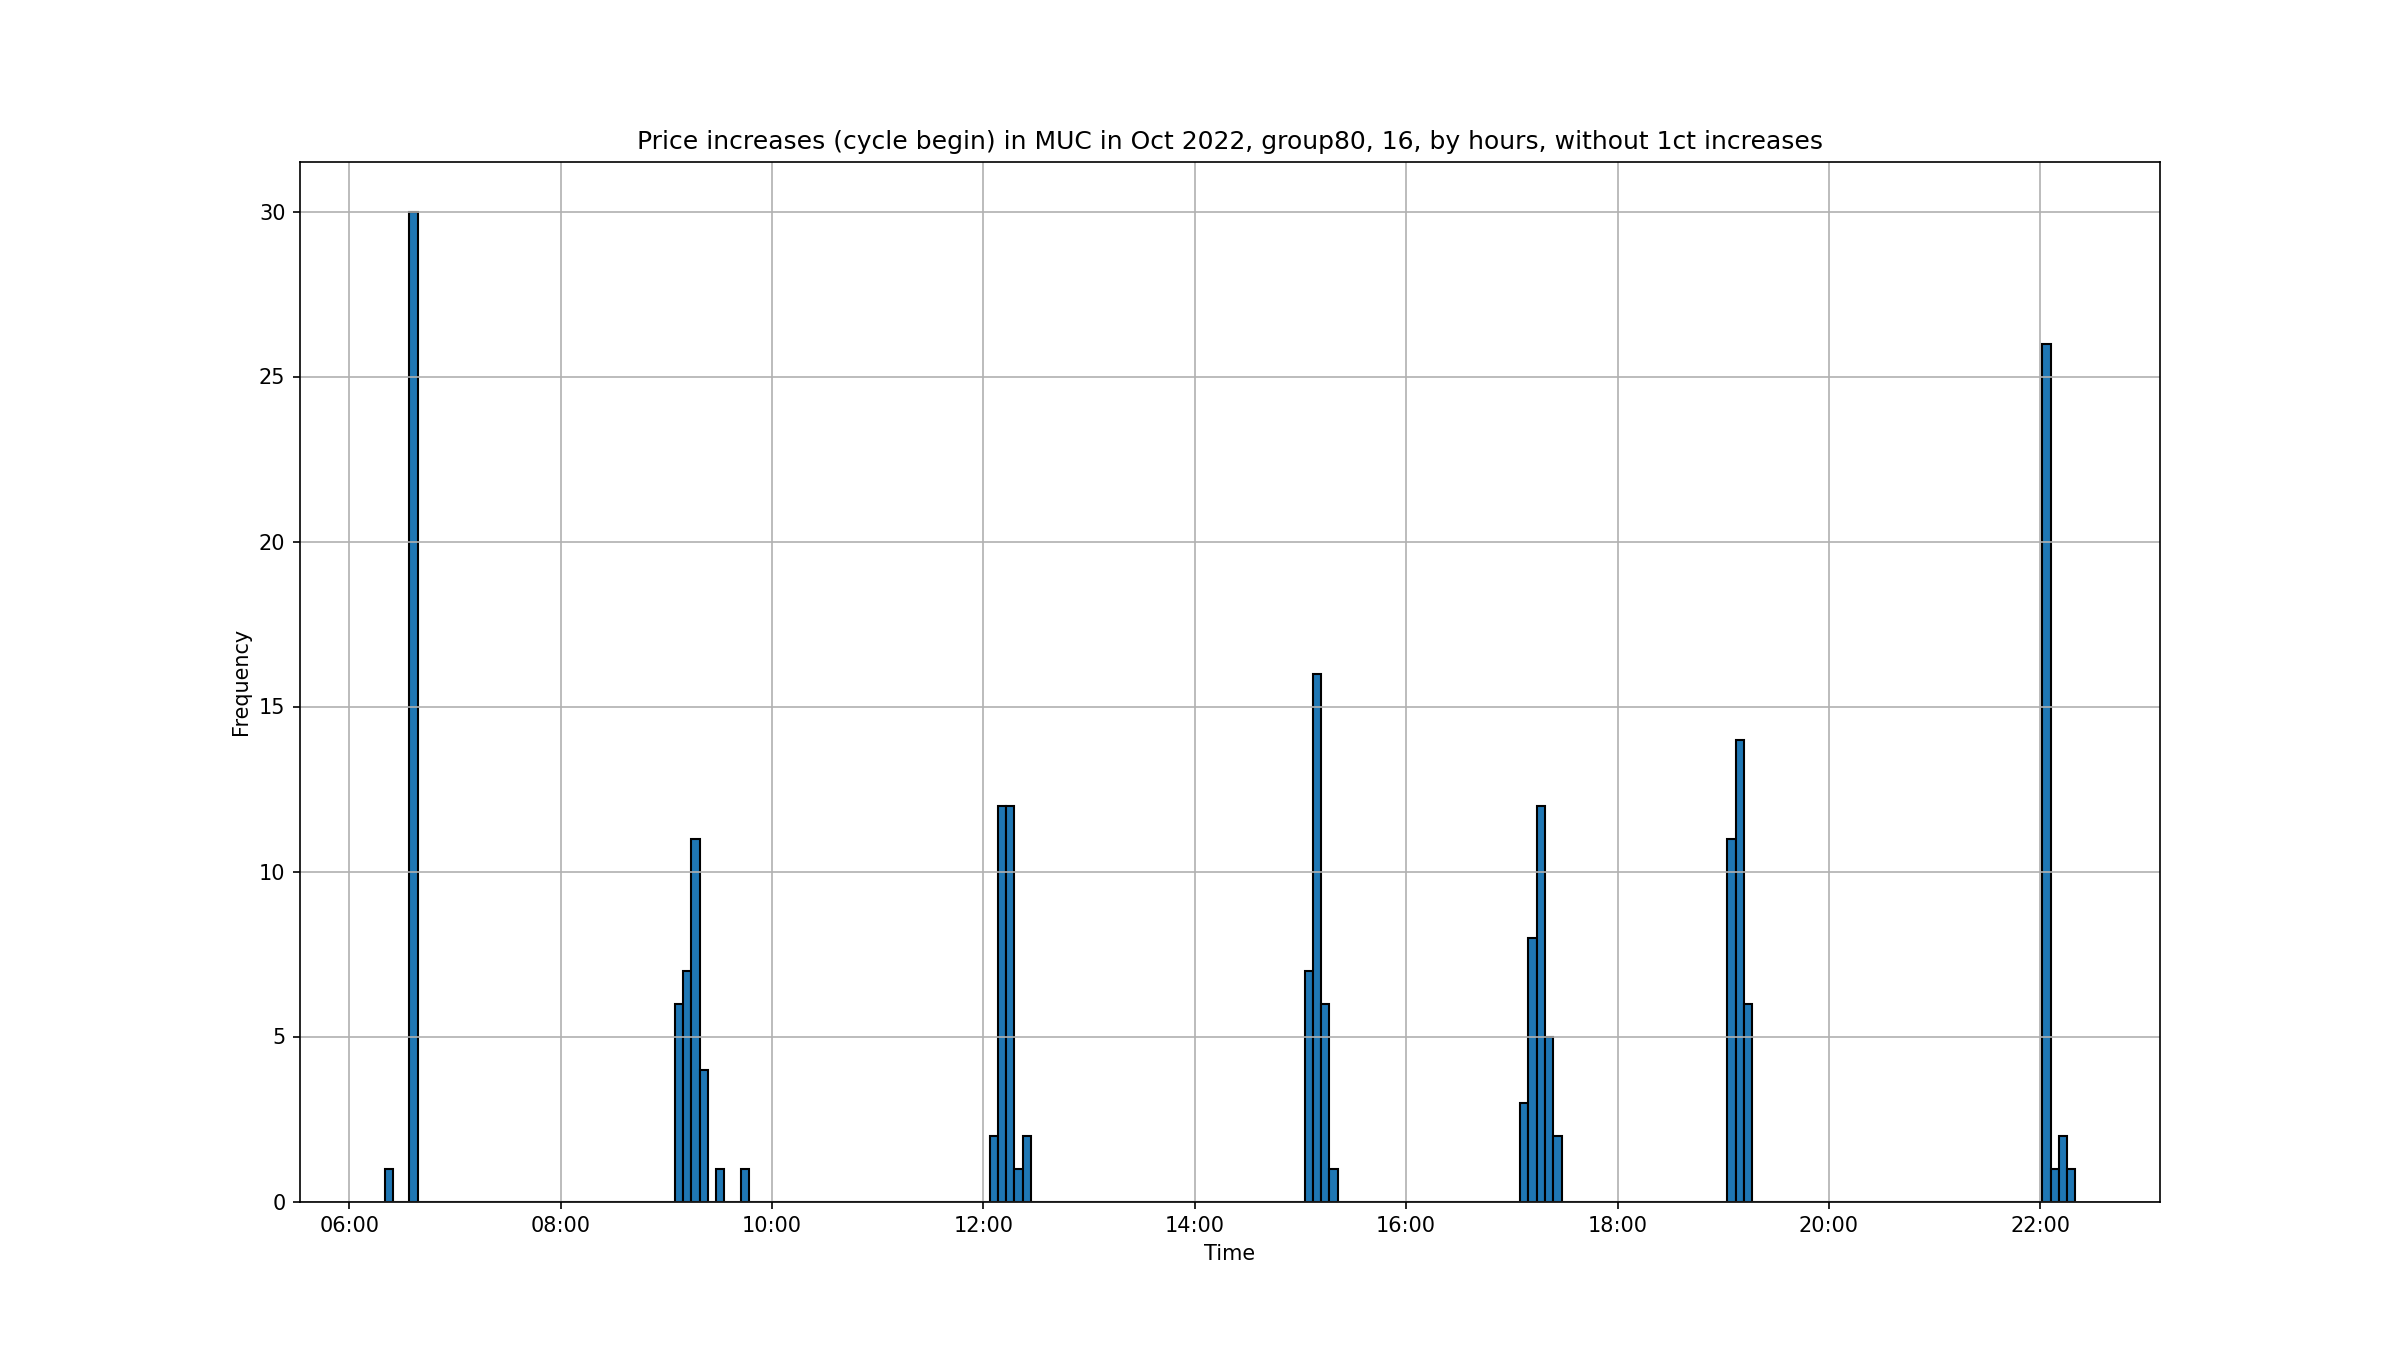 Price increases (cycle begin) in MUC in Oct 2022, group80, 16, by hours, without 1ct increases
30
25
20
15
10
5
0
Frequency
06:00 08:00 10:00 12:00 14:00 16:00 18:00 20:00 22:00
Time